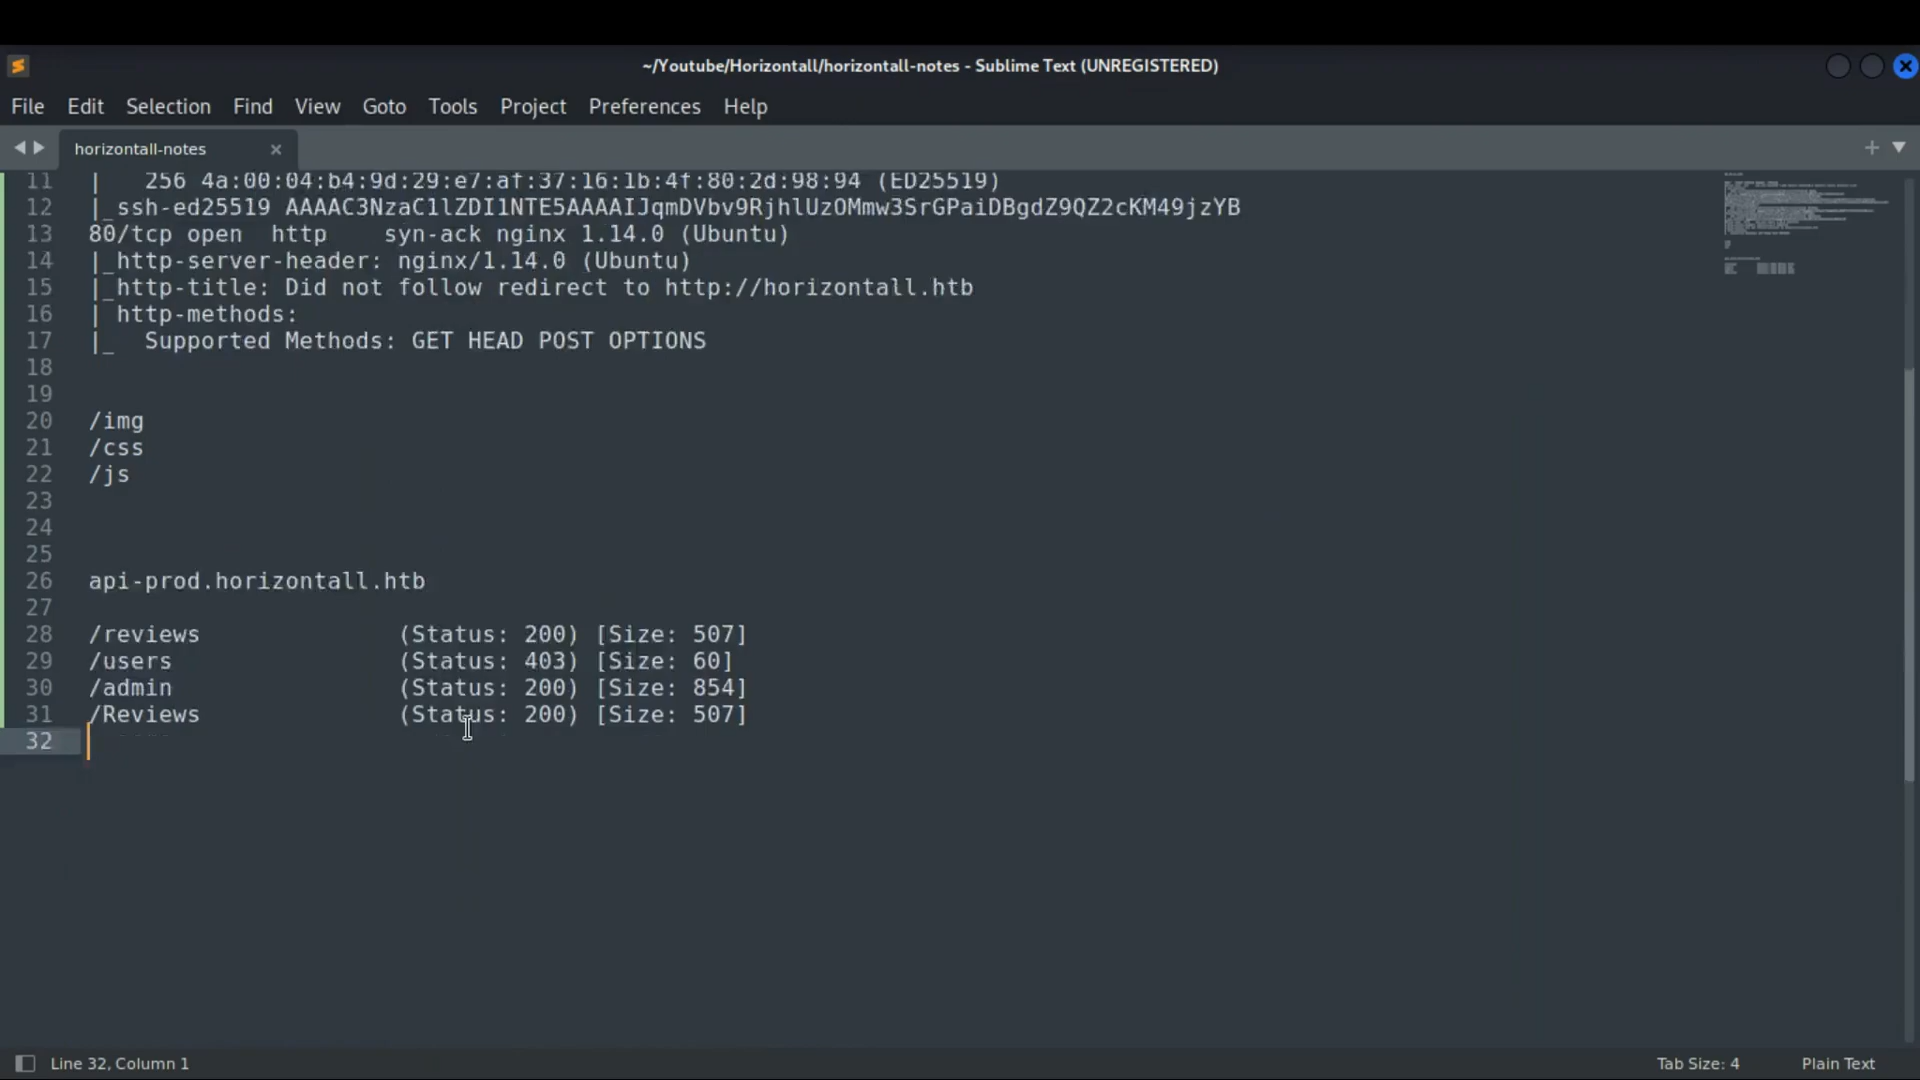 ~/Youtube/Horizontall/horizontall-notes - Sublime Text (UNREGISTERED)
File Edit Selection Find View Goto Tools Project Preferences Help
horizontall-notes
11 |   256 4a:00:04:b4:9d:29:e7:af:37:16:1b:4f:80:2d:98:94 (ED25519)
12 |_ssh-ed25519 AAAAC3NzaC1lZDI1NTE5AAAAIJqmDVbv9RjhlUzOMmw3SrGPaiDBgdZ9QZ2cKM49jzYB
13 80/tcp open  http    syn-ack nginx 1.14.0 (Ubuntu)
14 |_http-server-header: nginx/1.14.0 (Ubuntu)
15 |_http-title: Did not follow redirect to http://horizontall.htb
16 | http-methods:
17 |_  Supported Methods: GET HEAD POST OPTIONS
18
19
20 /img
21 /css
22 /js
23
24
25
26 api-prod.horizontall.htb
27
28 /reviews              (Status: 200) [Size: 507]
29 /users                (Status: 403) [Size: 60]
30 /admin                (Status: 200) [Size: 854]
31 /Reviews              (Status: 200) [Size: 507]
32
Line 32, Column 1 Tab Size: 4 Plain Text